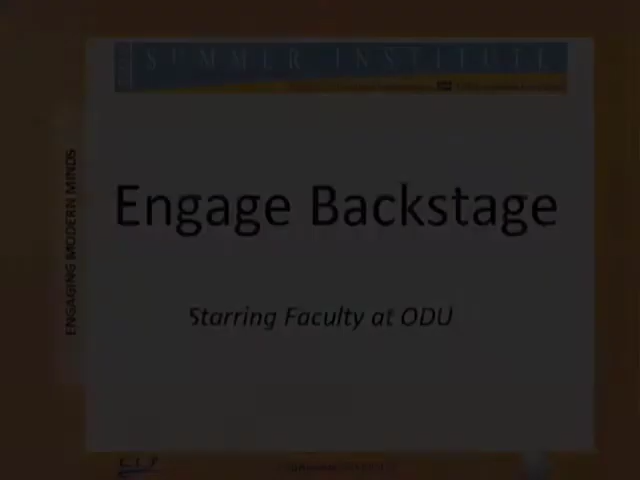 SUMMER INSTITUTE
ENGAGING MODERN MINDS
Engage Backstage
Starring Faculty at ODU